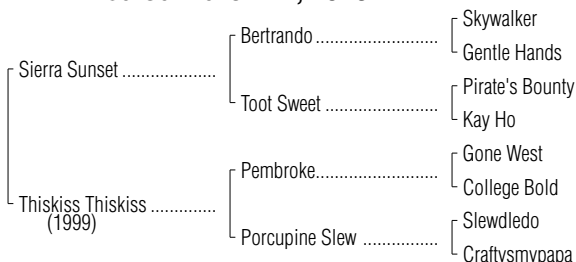 Skywalker
Bertrando ..............................
Gentle Hands
Sierra Sunset ...................
Pirate's Bounty
Toot Sweet ............................
Kay Ho
Gone West
Pembroke..............................
College Bold
Thiskiss Thiskiss .............
(1999)
Slewdledo
Porcupine Slew ..................
Craftysmypapa